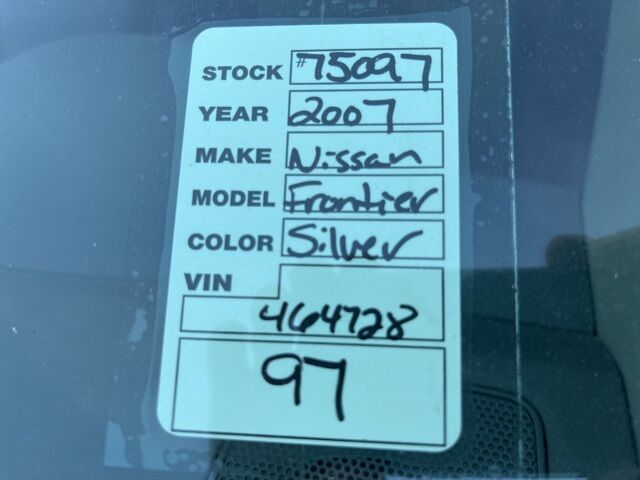 STOCK #75097
YEAR 2007
MAKE Nissan
MODEL Frontier
COLOR Silver
VIN
464728
97